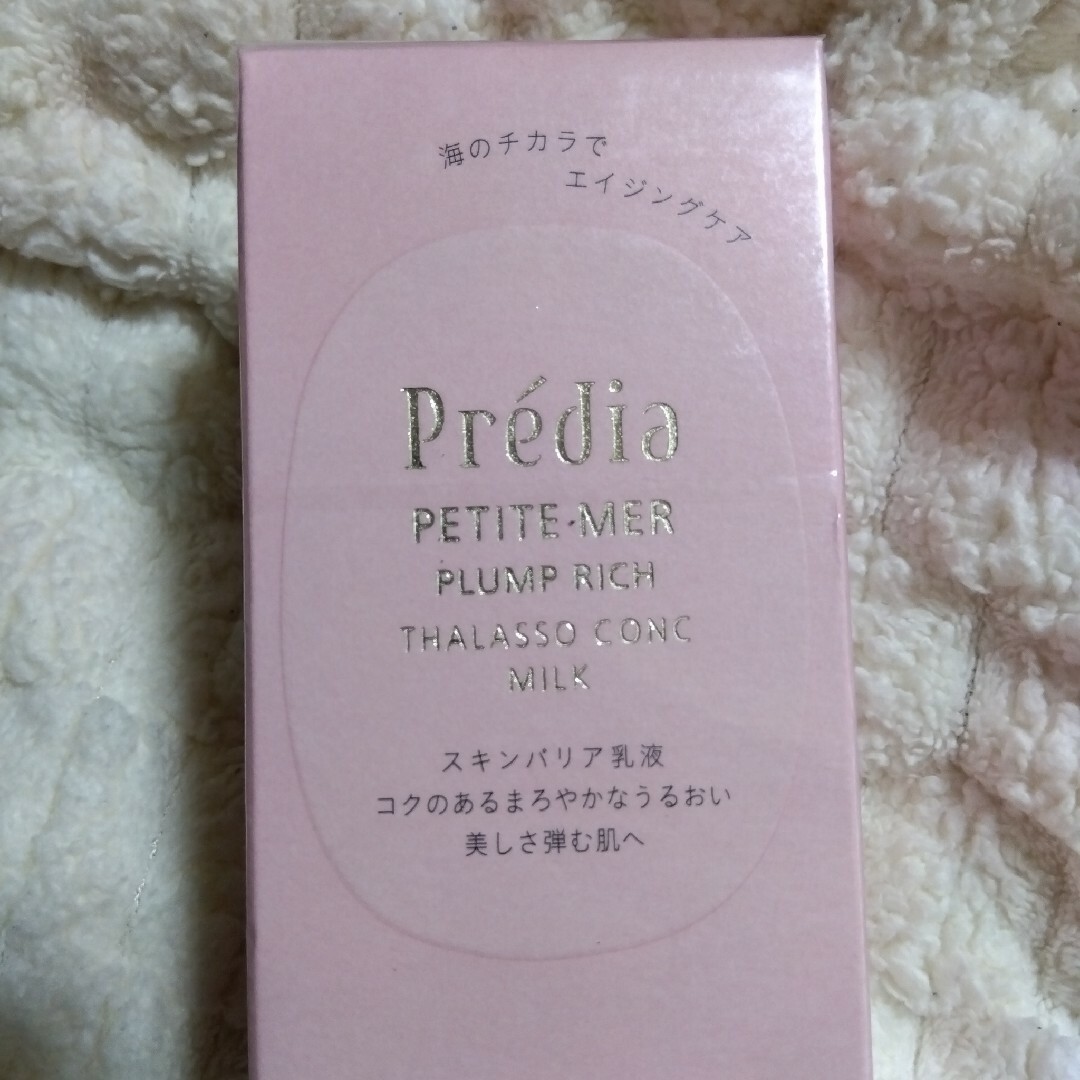 海のチカラで
エイジングケア
Prédia
PETITE·MER
PLUMP RICH
THALASSO CONC
MILK
スキンバリア乳液
コクのあるまろやかなうるおい
美しさ弾む肌へ